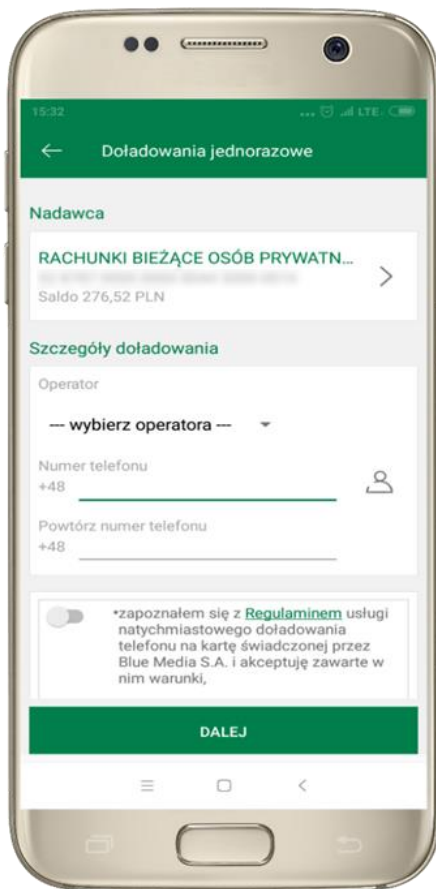 15:32
... LTE
Doładowania jednorazowe
Nadawca
RACHUNKI BIEŻĄCE OSÓB PRYWATN...
Saldo 276,52 PLN
Szczegóły doładowania
Operator
--- wybierz operatora ---
Numer telefonu
+48
Powtórz numer telefonu
+48
•zapoznałem się z Regulaminem usługi
natychmiastowego doładowania
telefonu na kartę świadczonej przez
Blue Media S.A. i akceptuję zawarte w
nim warunki,
DALEJ